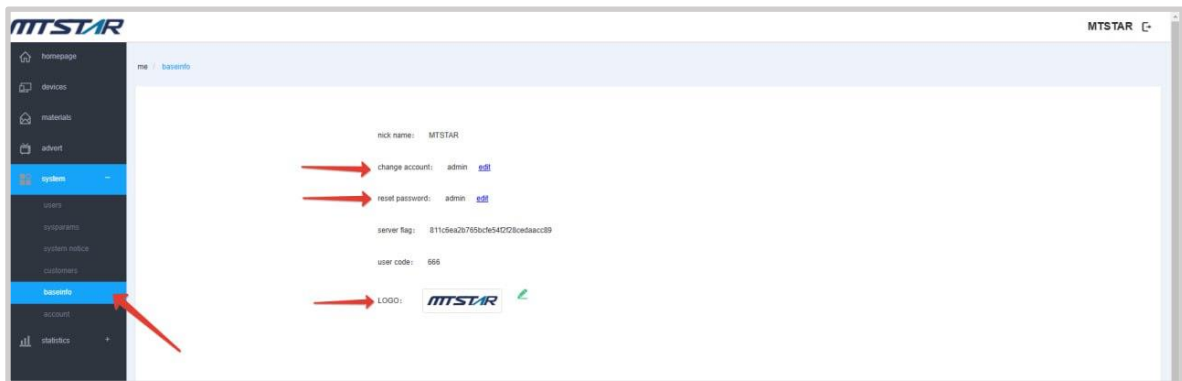 MTSTAR
MTSTAR
homepage
me / baseinfo
devices
materials
advert
system
users
sysparams
system notice
customers
baseinfo
account
statistics
nick name: MTSTAR
change account: admin edit
reset password: admin edit
server flag: 811c6ea2b765bcfe54f2f28cedaacc89
user code: 666
LOGO: MTSTAR